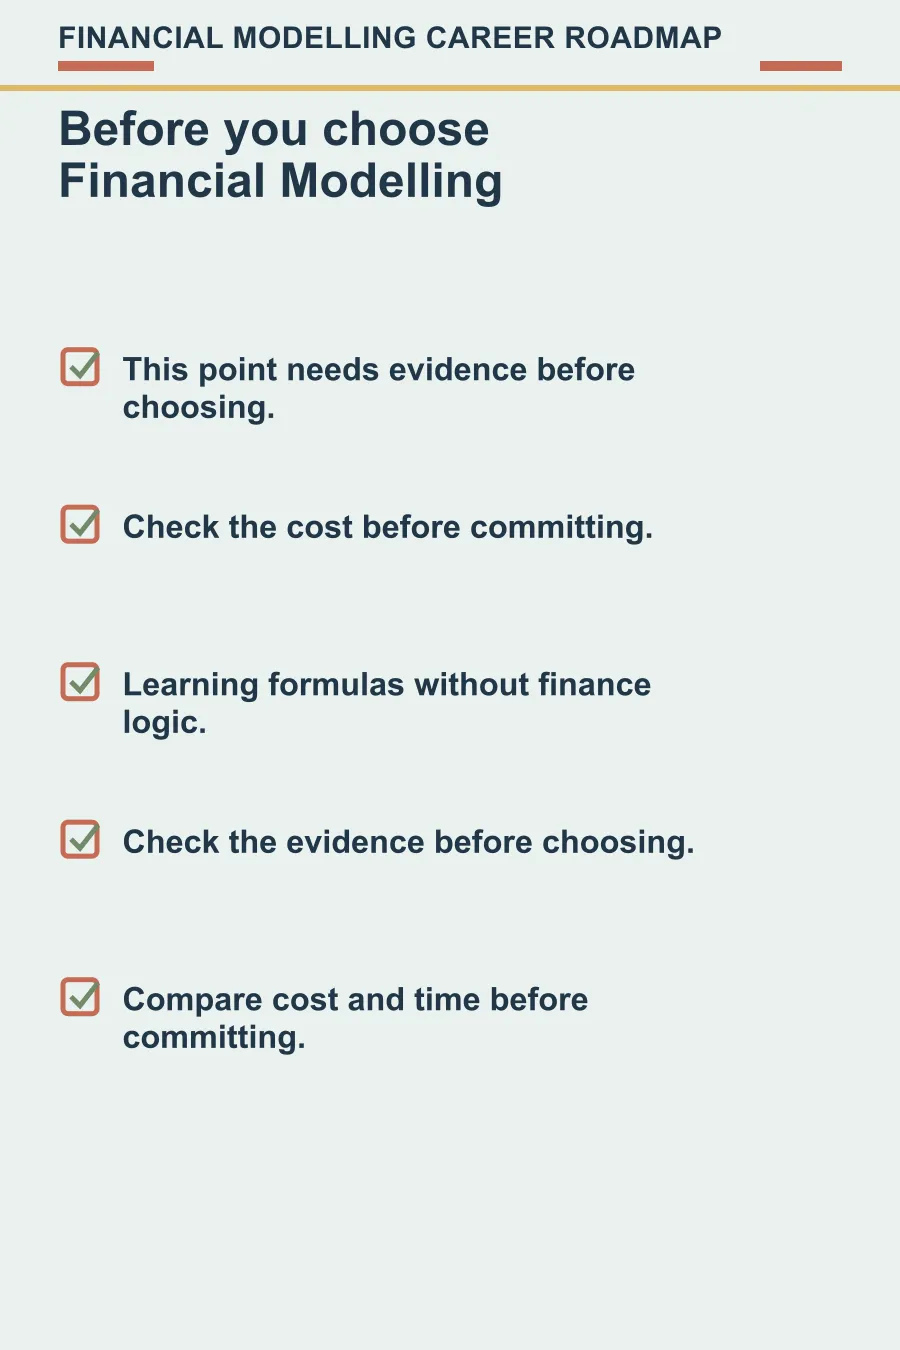 FINANCIAL MODELLING CAREER ROADMAP
Before you choose
Financial Modelling
This point needs evidence before
choosing.
Check the cost before committing.
Learning formulas without finance
logic.
Check the evidence before choosing.
Compare cost and time before
committing.